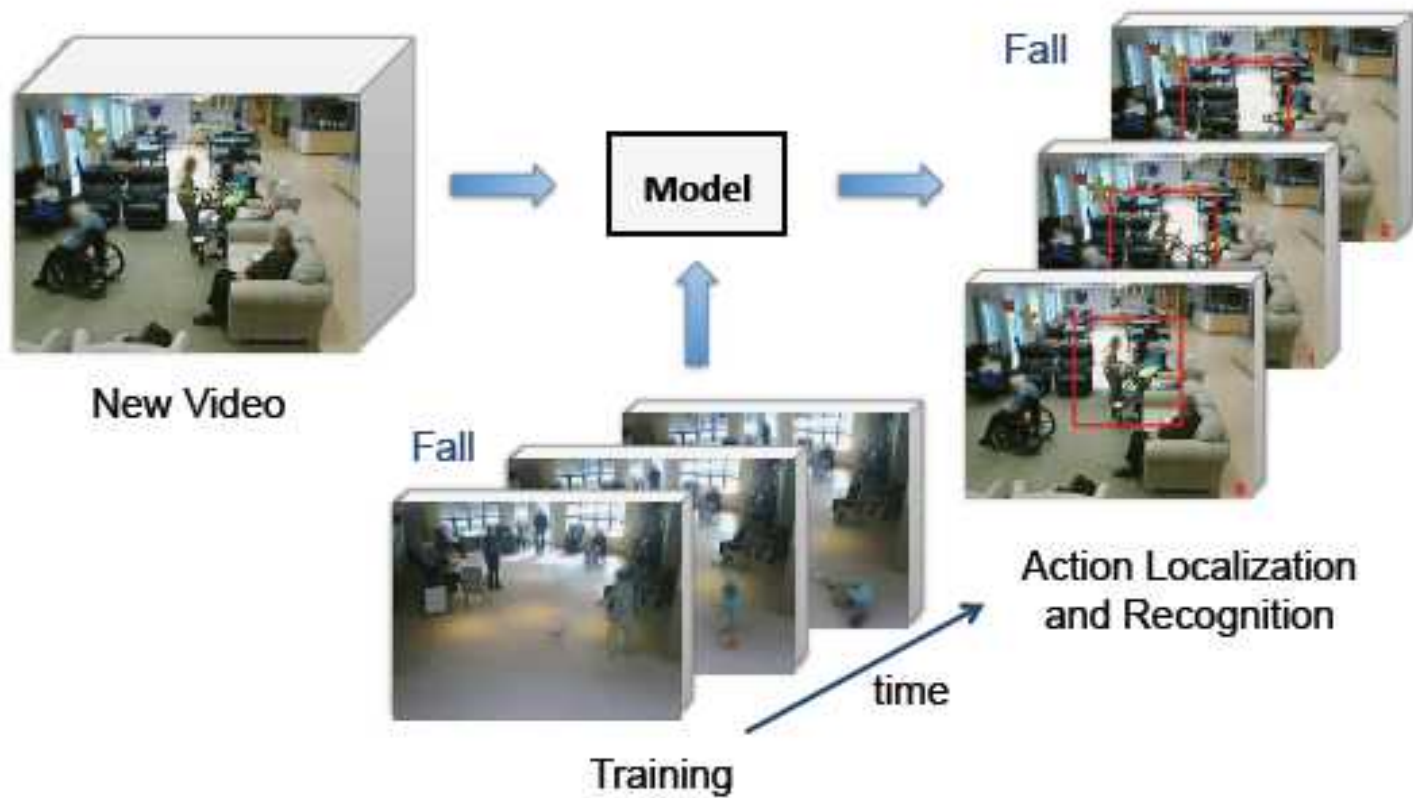 Fall
Model
New Video
Fall
Action Localization
and Recognition
time
Training